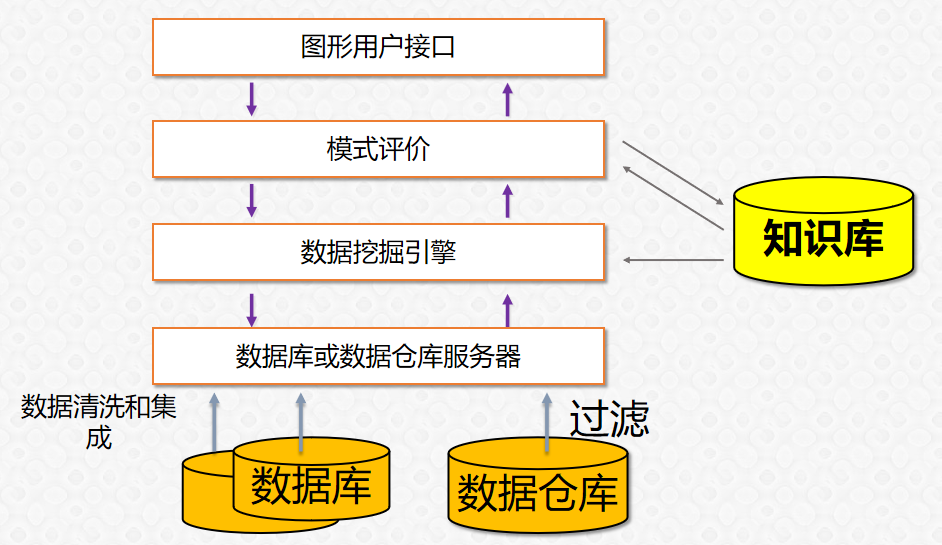 图形用户接口
模式评价
知识库
数据挖掘引擎
数据库或数据仓库服务器
数据清洗和集
成
过滤
数据库
数据仓库